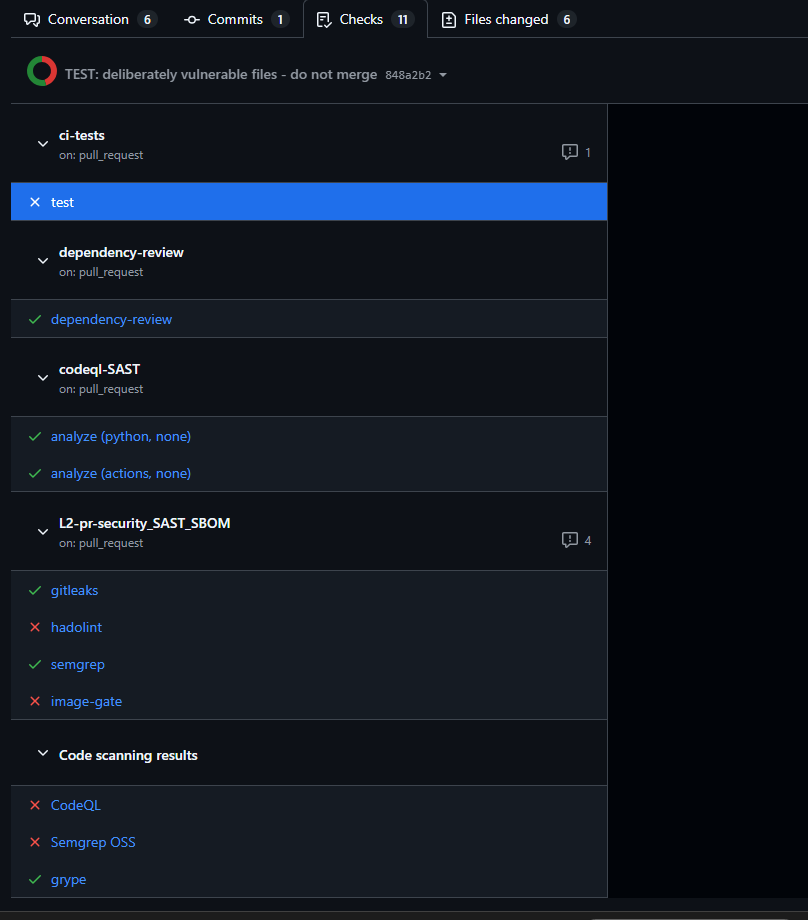 Conversation 6 Commits 1 Checks 11 Files changed 6
TEST: deliberately vulnerable files - do not merge 848a2b2
ci-tests
on: pull_request
1
test
dependency-review
on: pull_request
dependency-review
codeql-SAST
on: pull_request
analyze (python, none)
analyze (actions, none)
L2-pr-security_SAST_SBOM
on: pull_request
4
gitleaks
hadolint
semgrep
image-gate
Code scanning results
CodeQL
Semgrep OSS
grype